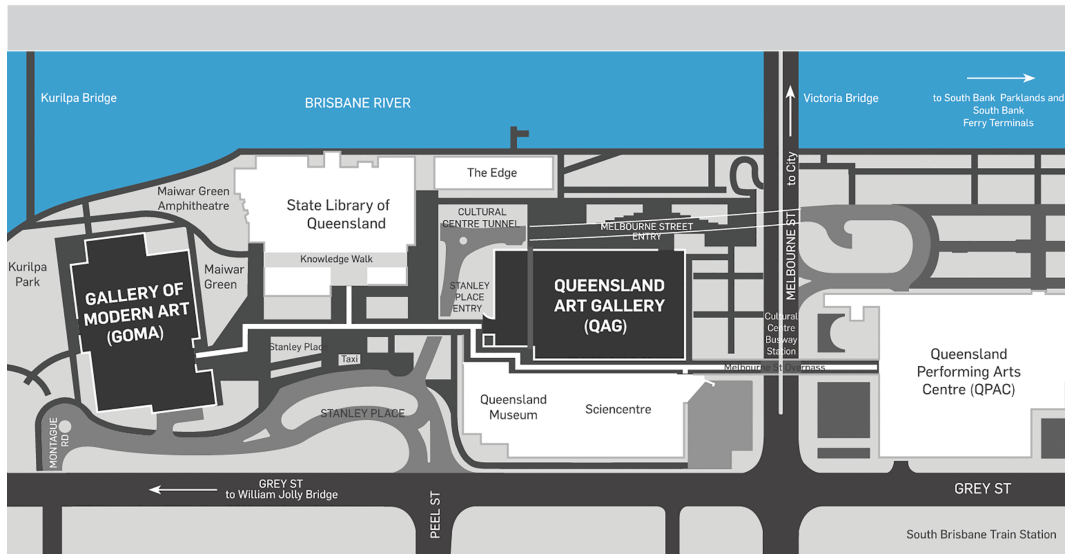 Kurilpa Bridge
BRISBANE RIVER
Victoria Bridge
to South Bank Parklands and
South Bank
Ferry Terminals
to City
MELBOURNE ST
The Edge
Maiwar Green
Amphitheatre
State Library of
Queensland
CULTURAL
CENTRE TUNNEL
MELBOURNE STREET
ENTRY
Kurilpa
Park
Maiwar
Green
Knowledge Walk
GALLERY OF
MODERN ART
(GOMA)
STANLEY
PLACE
ENTRY
QUEENSLAND
ART GALLERY
(QAG)
Cultural
Centre
Busway
Station
Stanley Place
Taxi
Melbourne St Overpass
Queensland
Performing Arts
Centre (QPAC)
Queensland
Museum
Sciencentre
STANLEY PLACE
MONTAGUE
RD
GREY ST
to William Jolly Bridge
PEEL ST
GREY ST
South Brisbane Train Station